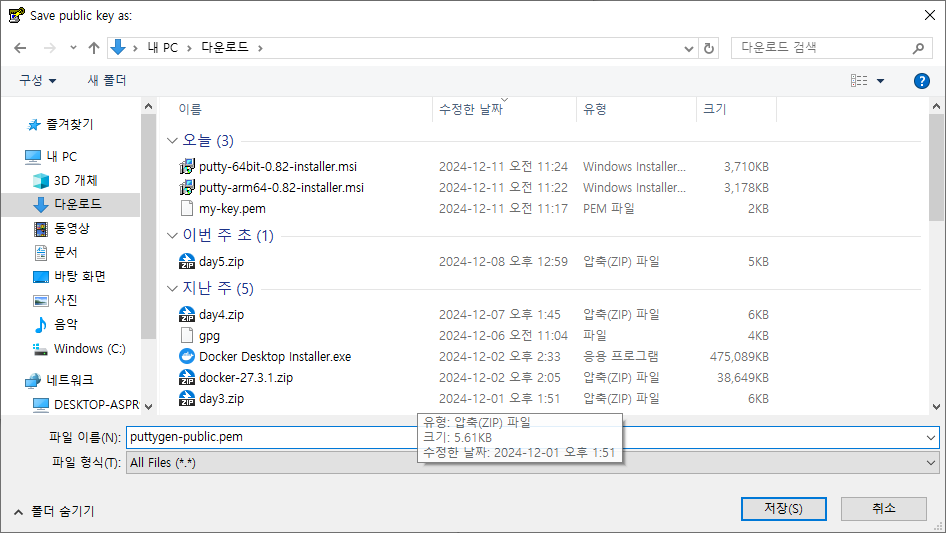 Save public key as:
내 PC > 다운로드 >
다운로드 검색
구성 새 폴더
이름 수정한 날짜 유형 크기
즐겨찾기
내 PC
3D 개체
다운로드
동영상
문서
바탕 화면
사진
음악
Windows (C:)
네트워크
DESKTOP-ASPR
오늘 (3)
putty-64bit-0.82-installer.msi 2024-12-11 오전 11:24 Windows Installer... 3,710KB
putty-arm64-0.82-installer.msi 2024-12-11 오전 11:22 Windows Installer... 3,178KB
my-key.pem 2024-12-11 오전 11:17 PEM 파일 2KB
이번 주 초 (1)
day5.zip 2024-12-08 오후 12:59 압축(ZIP) 파일 5KB
지난 주 (5)
day4.zip 2024-12-07 오후 1:45 압축(ZIP) 파일 6KB
gpg 2024-12-06 오전 11:04 파일 4KB
Docker Desktop Installer.exe 2024-12-02 오후 2:33 응용 프로그램 475,089KB
docker-27.3.1.zip 2024-12-02 오후 2:05 압축(ZIP) 파일 38,649KB
day3.zip 2024-12-01 오후 1:51 압축(ZIP) 파일 6KB
유형: 압축(ZIP) 파일
크기: 5.61KB
수정한 날짜: 2024-12-01 오후 1:51
파일 이름(N): puttygen-public.pem
파일 형식(T): All Files (*.*)
폴더 숨기기
저장(S) 취소